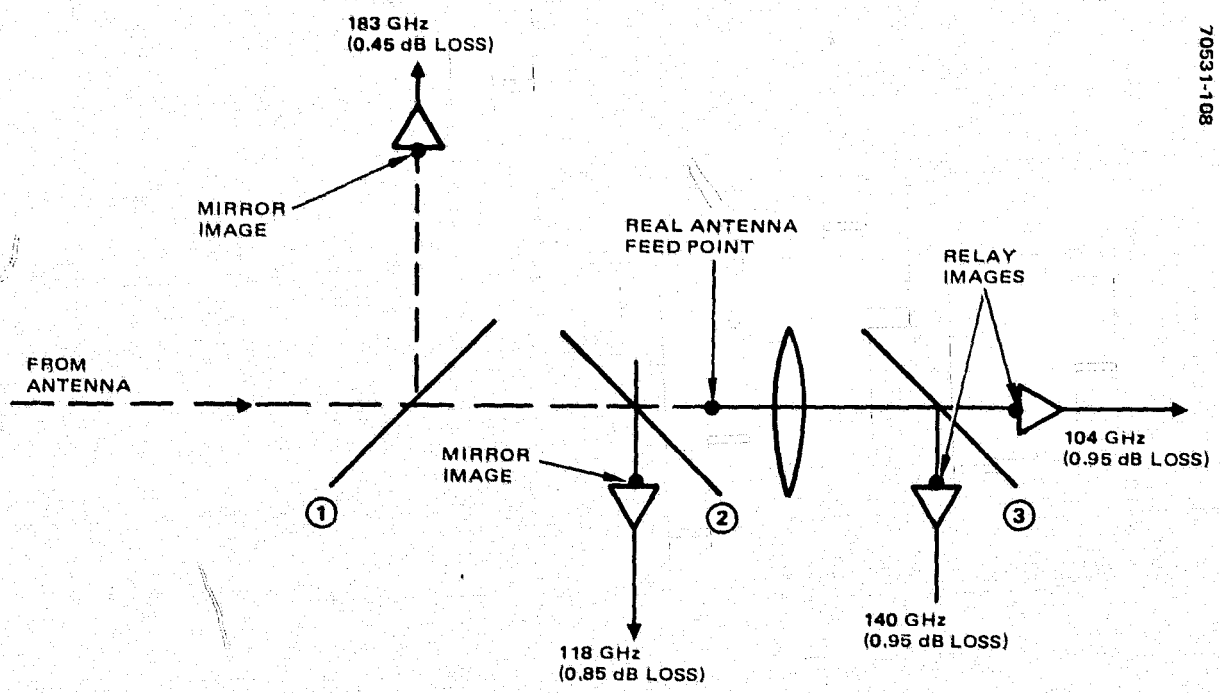 183 GHz
(0.45 dB LOSS)
70531-108
MIRROR
IMAGE
REAL ANTENNA
FEED POINT
RELAY
IMAGES
FROM
ANTENNA
104 GHz
(0.95 dB LOSS)
MIRROR
IMAGE
1
2
3
140 GHz
(0.95 dB LOSS)
118 GHz
(0.85 dB LOSS)